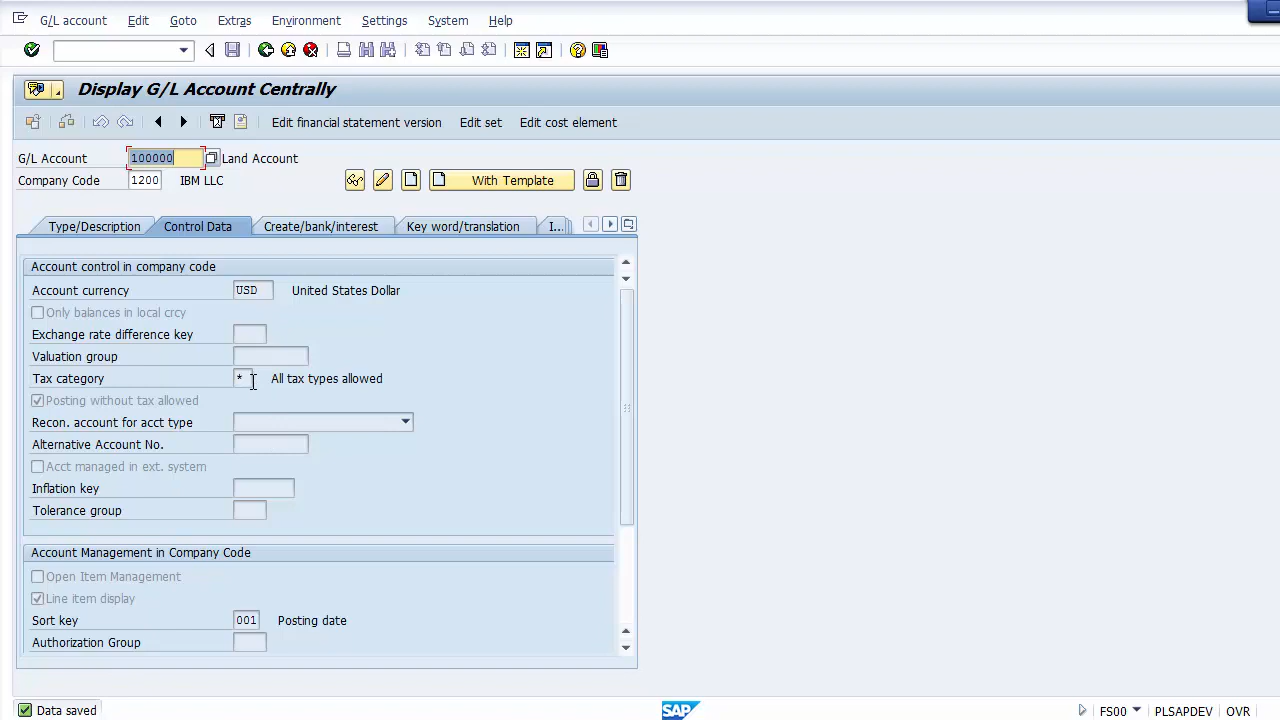 G/L account Edit Goto Extras Environment Settings System Help
Display G/L Account Centrally
Edit financial statement version Edit set Edit cost element
G/L Account 100000 Land Account
Company Code 1200 IBM LLC With Template
Type/Description Control Data Create/bank/interest Key word/translation I...
Account control in company code
Account currency USD United States Dollar
Only balances in local crcy
Exchange rate difference key
Valuation group
Tax category * All tax types allowed
Posting without tax allowed
Recon. account for acct type
Alternative Account No.
Acct managed in ext. system
Inflation key
Tolerance group
Account Management in Company Code
Open Item Management
Line item display
Sort key 001 Posting date
Authorization Group
Data saved SAP FS00 PLSAPDEV OVR